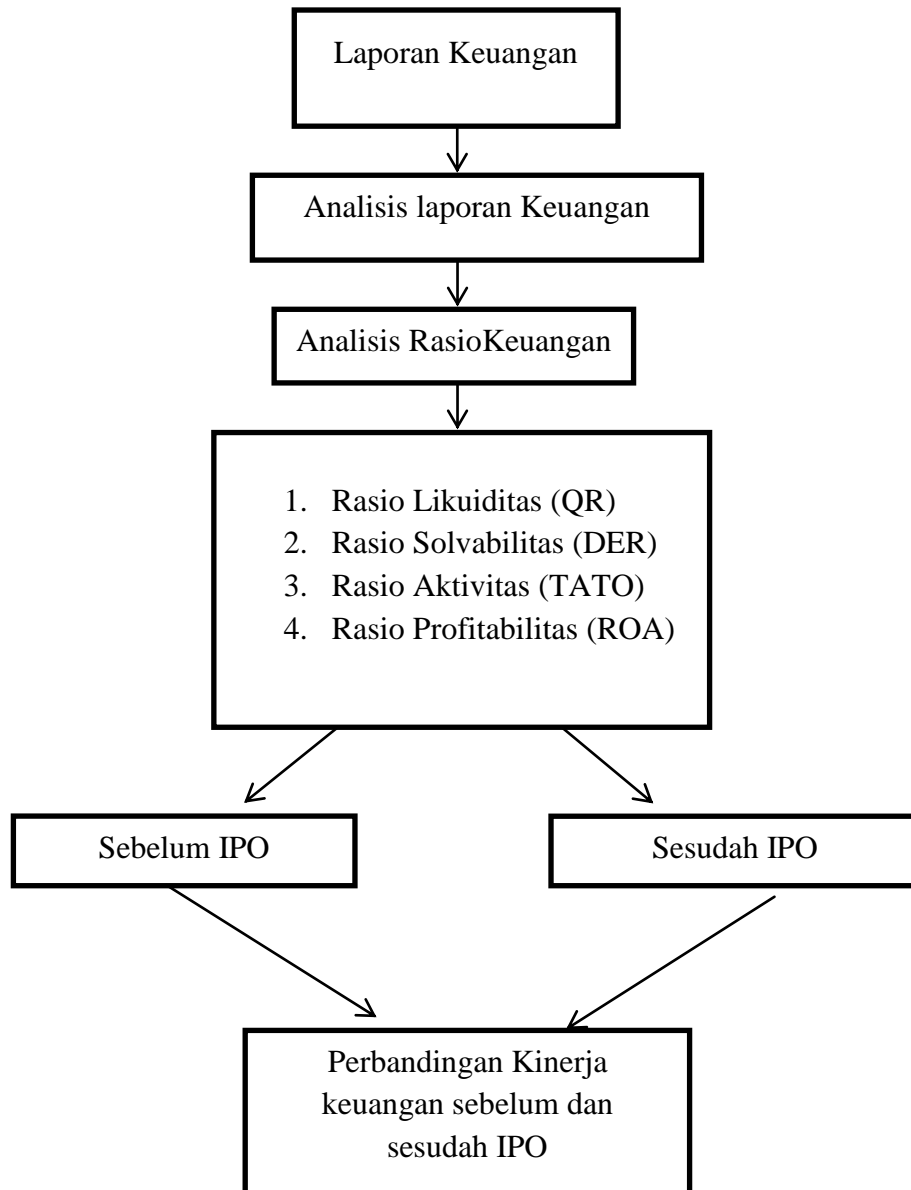 Laporan Keuangan
Analisis laporan Keuangan
Analisis RasioKeuangan
1. Rasio Likuiditas (QR)
2. Rasio Solvabilitas (DER)
3. Rasio Aktivitas (TATO)
4. Rasio Profitabilitas (ROA)
Sebelum IPO
Sesudah IPO
Perbandingan Kinerja
keuangan sebelum dan
sesudah IPO